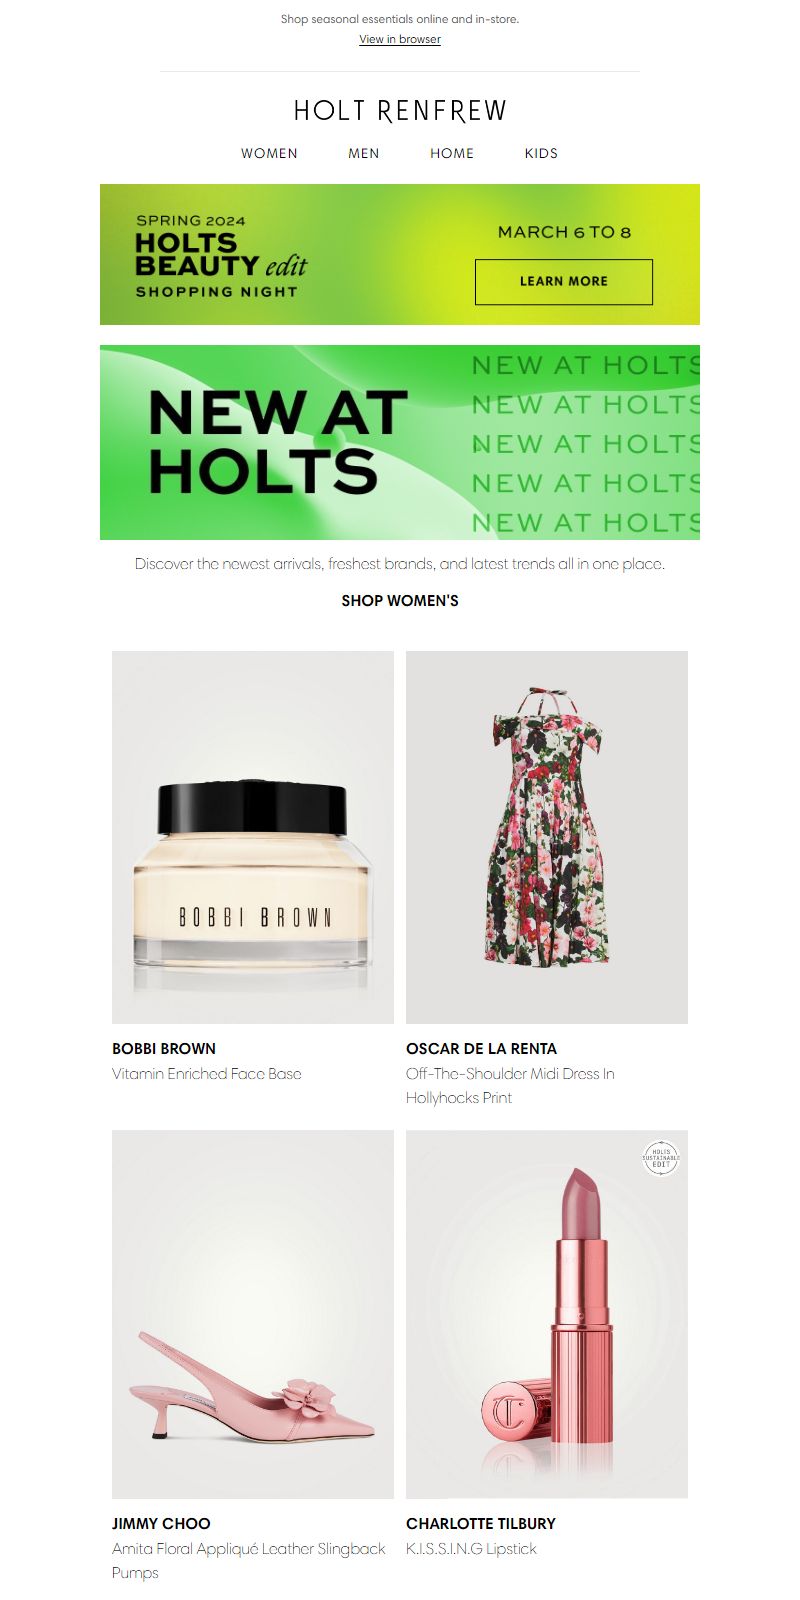 Shop seasonal essentials online and in-store.
View in browser
HOLT RENFREW
WOMEN MEN HOME KIDS
SPRING 2024
HOLTS
BEAUTY edit
SHOPPING NIGHT
MARCH 6 TO 8
LEARN MORE
NEW AT
HOLTS
NEW AT HOLTS
NEW AT HOLTS
NEW AT HOLTS
NEW AT HOLTS
NEW AT HOLTS
Discover the newest arrivals, freshest brands, and latest trends all in one place.
SHOP WOMEN'S
BOBBI BROWN
BOBBI BROWN
Vitamin Enriched Face Base
OSCAR DE LA RENTA
Off-The-Shoulder Midi Dress In
Hollyhocks Print
HOLTS
SUSTAINABLE
EDIT
JIMMY CHOO
Amita Floral Appliqué Leather Slingback
Pumps
CHARLOTTE TILBURY
K.I.S.S.I.N.G Lipstick